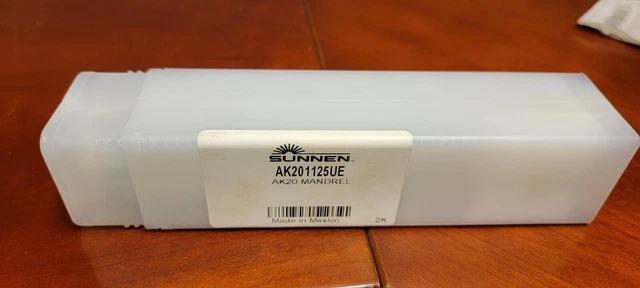 SUNNEN
AK201125UE
AK20 MANDREL
Made in Mexico 2K